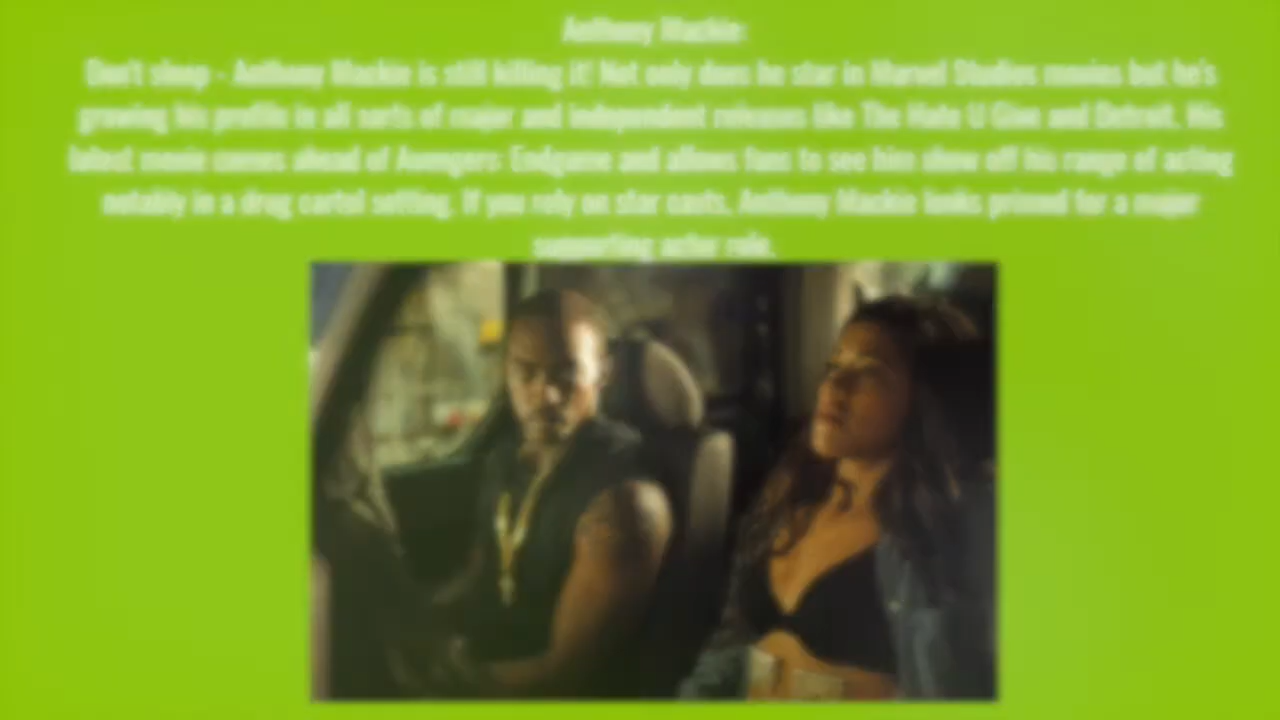 Anthony Mackie:
Don't sleep - Anthony Mackie is still killing it! Not only does he star in Marvel Studios movies but he's
growing his profile in all sorts of major and independent releases like The Hate U Give and Detroit. His
latest movie comes ahead of Avengers: Endgame and allows fans to see him show off his range of acting
notably in a drug cartel setting. If you rely on star casts, Anthony Mackie looks primed for a major
supporting actor role.